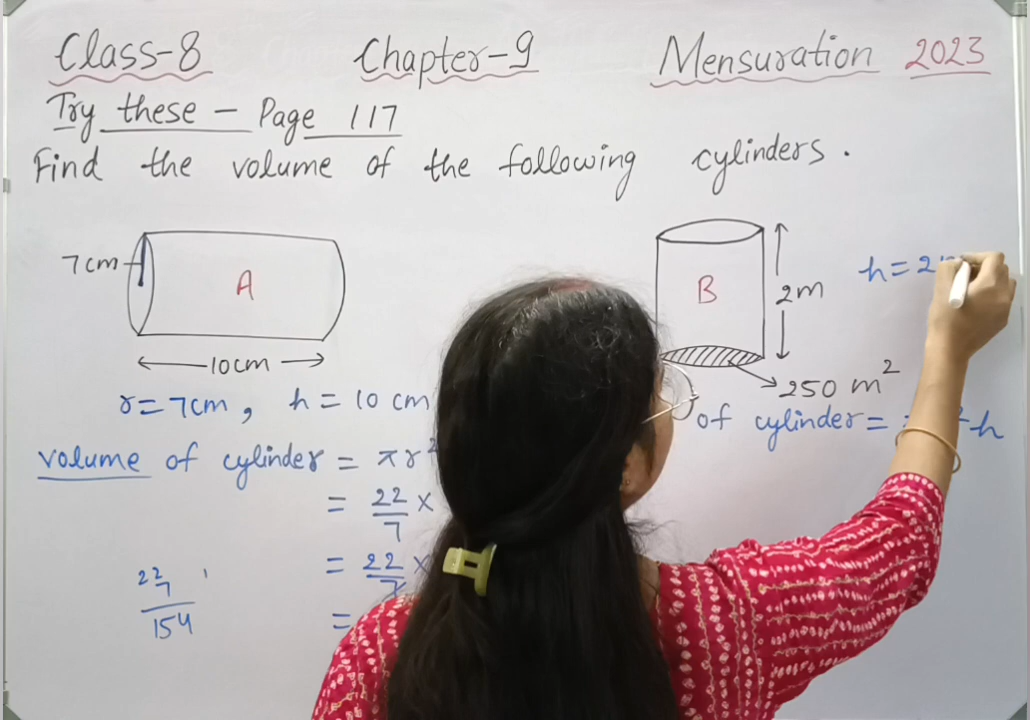 Class-8 Chapter-9 Mensuration 2023
Try these - Page 117
Find the volume of the following cylinders.
7cm
A
10cm
r=7cm, h=10 cm
volume of cylinder = πr²
= 22/7 ×
= 22/7 ×
=
22
7
154
B
2m
250 m²
h=2
of cylinder = h